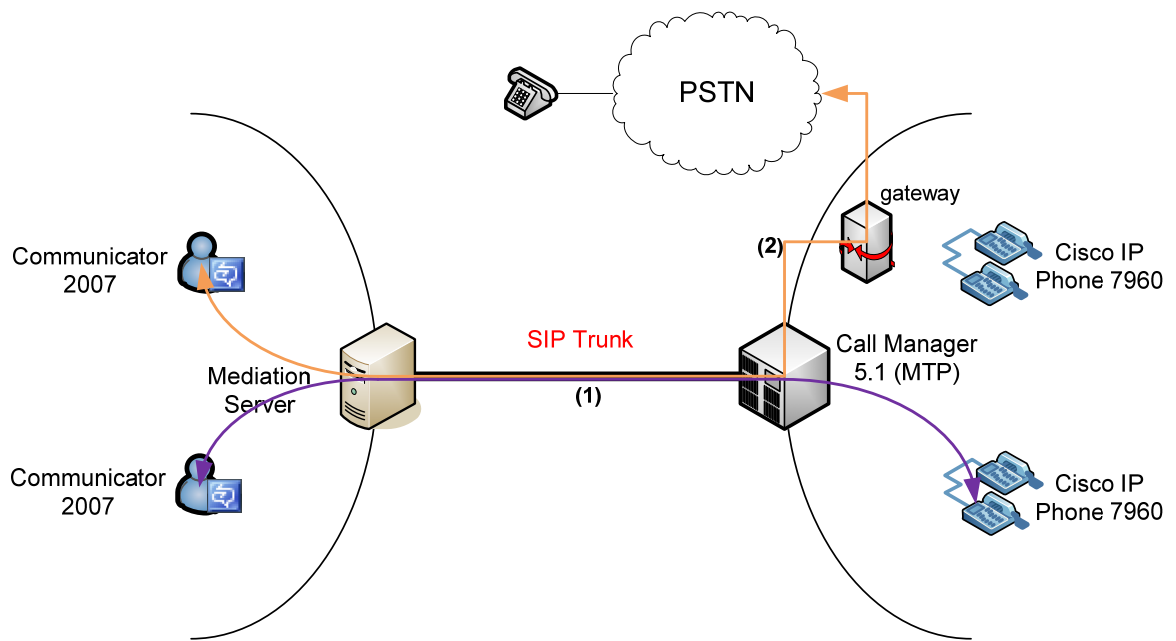 PSTN
gateway
(2)
Communicator
2007
Cisco IP
Phone 7960
SIP Trunk
Call Manager
5.1 (MTP)
Mediation
Server
(1)
Communicator
2007
Cisco IP
Phone 7960